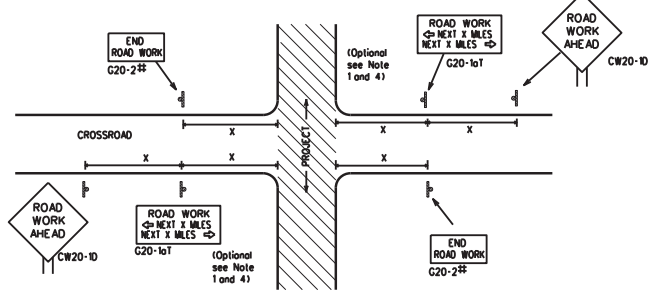 END
ROAD WORK
G20-2#
(Optional
see Note
1 and 4)
ROAD WORK
⇦ NEXT X MILES
NEXT X MILES ⇨
G20-1aT
ROAD
WORK
AHEAD
CW20-1D
CROSSROAD
X
X
X
PROJECT
X
X
X
ROAD
WORK
AHEAD
CW20-1D
ROAD WORK
⇦ NEXT X MILES
NEXT X MILES ⇨
G20-1aT
(Optional
see Note
1 and 4)
END
ROAD WORK
G20-2#